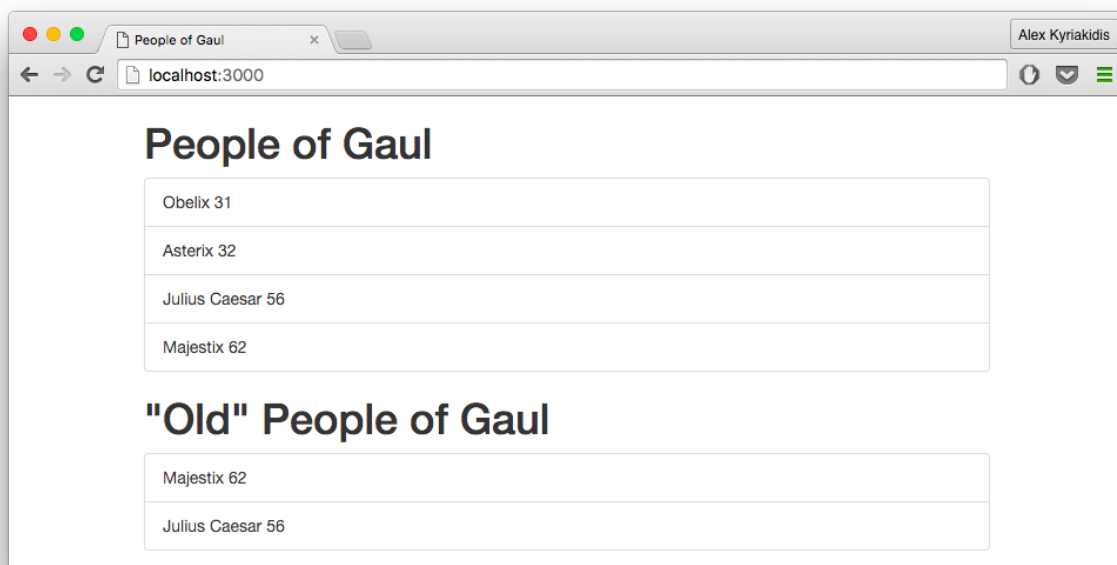 People of Gaul
Alex Kyriakidis
localhost:3000
People of Gaul
Obelix 31
Asterix 32
Julius Caesar 56
Majestix 62
"Old" People of Gaul
Majestix 62
Julius Caesar 56